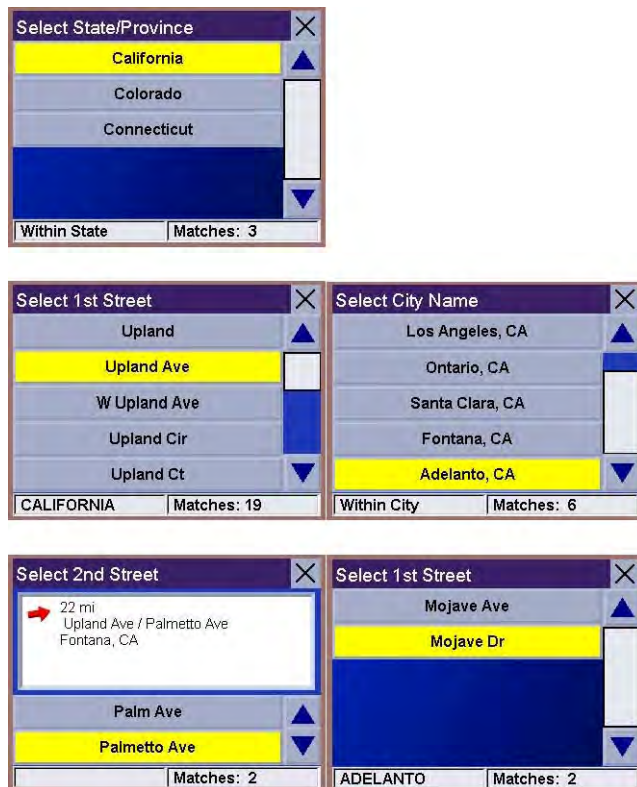 Select State/Province
California
Colorado
Connecticut
Within State Matches: 3
Select 1st Street
Upland
Upland Ave
W Upland Ave
Upland Cir
Upland Ct
CALIFORNIA Matches: 19
Select City Name
Los Angeles, CA
Ontario, CA
Santa Clara, CA
Fontana, CA
Adelanto, CA
Within City Matches: 6
Select 2nd Street
22 mi
Upland Ave / Palmetto Ave
Fontana, CA
Palm Ave
Palmetto Ave
Matches: 2
Select 1st Street
Mojave Ave
Mojave Dr
ADELANTO Matches: 2